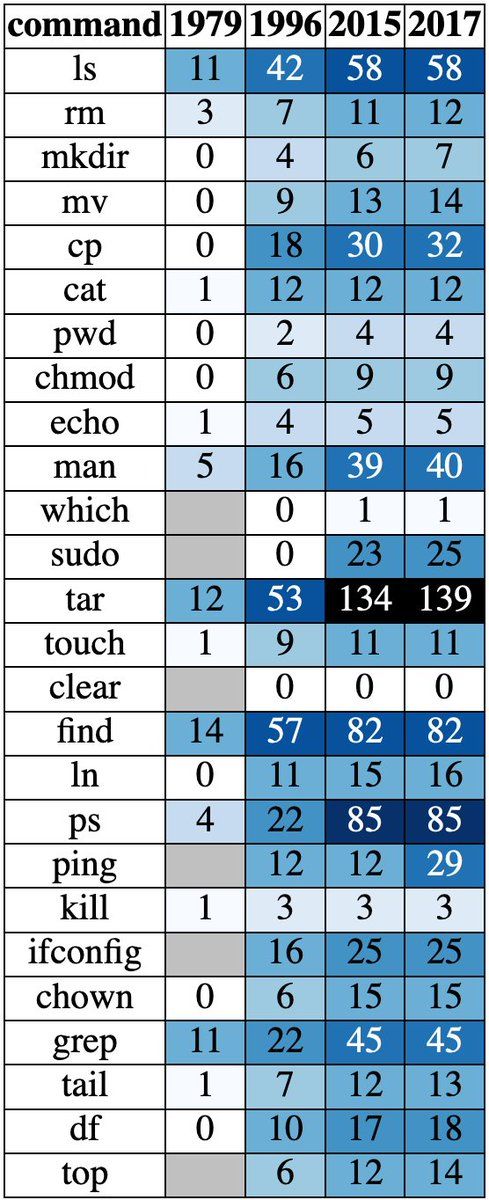 command 1979 1996 2015 2017
ls 11 42 58 58
rm 3 7 11 12
mkdir 0 4 6 7
mv 0 9 13 14
cp 0 18 30 32
cat 1 12 12 12
pwd 0 2 4 4
chmod 0 6 9 9
echo 1 4 5 5
man 5 16 39 40
which 0 1 1
sudo 0 23 25
tar 12 53 134 139
touch 1 9 11 11
clear 0 0 0
find 14 57 82 82
ln 0 11 15 16
ps 4 22 85 85
ping 12 12 29
kill 1 3 3 3
ifconfig 16 25 25
chown 0 6 15 15
grep 11 22 45 45
tail 1 7 12 13
df 0 10 17 18
top 6 12 14